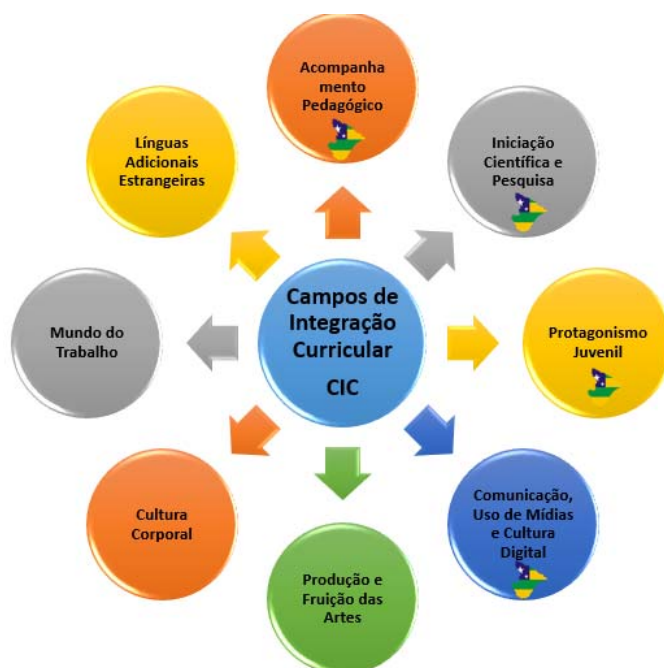 Acompanha
mento
Pedagógico
Iniciação
Científica e
Pesquisa
Protagonismo
Juvenil
Comunicação,
Uso de Mídias
e Cultura
Digital
Produção e
Fruição das
Artes
Cultura
Corporal
Mundo do
Trabalho
Línguas
Adicionais
Estrangeiras
Campos de
Integração
Curricular
CIC